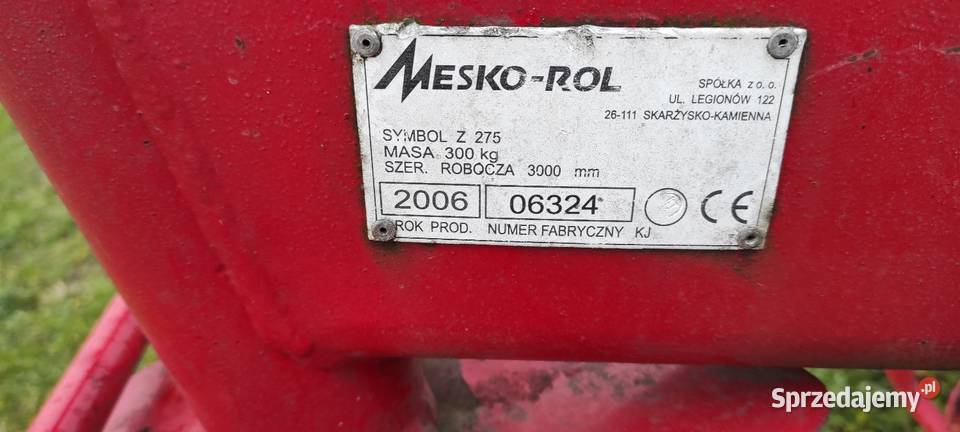 MESKO-ROL
SPÓŁKA z o. o.
UL. LEGIONÓW 122
26-111 SKARŻYSKO-KAMIENNA
SYMBOL Z 275
MASA 300 kg
SZER. ROBOCZA 3000 mm
2006 06324 CE
ROK PROD. NUMER FABRYCZNY KJ
Sprzedajemy.pl